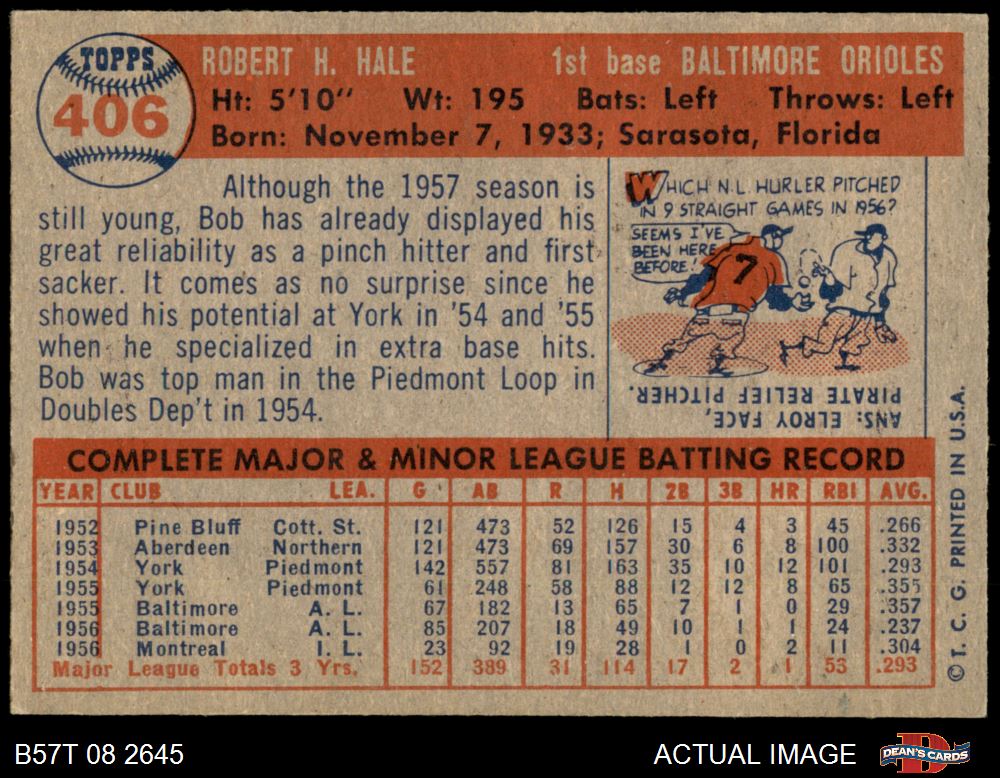 TOPPS
406
ROBERT H. HALE 1st base BALTIMORE ORIOLES
Ht: 5'10" Wt: 195 Bats: Left Throws: Left
Born: November 7, 1933; Sarasota, Florida
Although the 1957 season is
still young, Bob has already displayed his
great reliability as a pinch hitter and first
sacker. It comes as no surprise since he
showed his potential at York in '54 and '55
when he specialized in extra base hits.
Bob was top man in the Piedmont Loop in
Doubles Dep't in 1954.
WHICH N.L. HURLER PITCHED
IN 9 STRAIGHT GAMES IN 1956?
SEEMS I'VE
BEEN HERE
BEFORE!
7
ANS: ELROY FACE,
PIRATE RELIEF PITCHER.
COMPLETE MAJOR & MINOR LEAGUE BATTING RECORD
YEAR CLUB LEA. G AB R H 2B 3B HR RBI AVG.
1952 Pine Bluff Cott. St. 121 473 52 126 15 4 3 45 .266
1953 Aberdeen Northern 121 473 69 157 30 6 8 100 .332
1954 York Piedmont 142 557 81 163 35 10 12 101 .293
1955 York Piedmont 61 248 58 88 12 12 8 65 .355
1955 Baltimore A. L. 67 182 13 65 7 1 0 29 .357
1956 Baltimore A. L. 85 207 18 49 10 1 1 24 .237
1956 Montreal I. L. 23 92 19 28 1 0 2 11 .304
Major League Totals 3 Yrs. 152 389 31 114 17 2 1 53 .293
© T. C. G. PRINTED IN U.S.A.
B57T 08 2645
ACTUAL IMAGE
DEAN'S CARDS